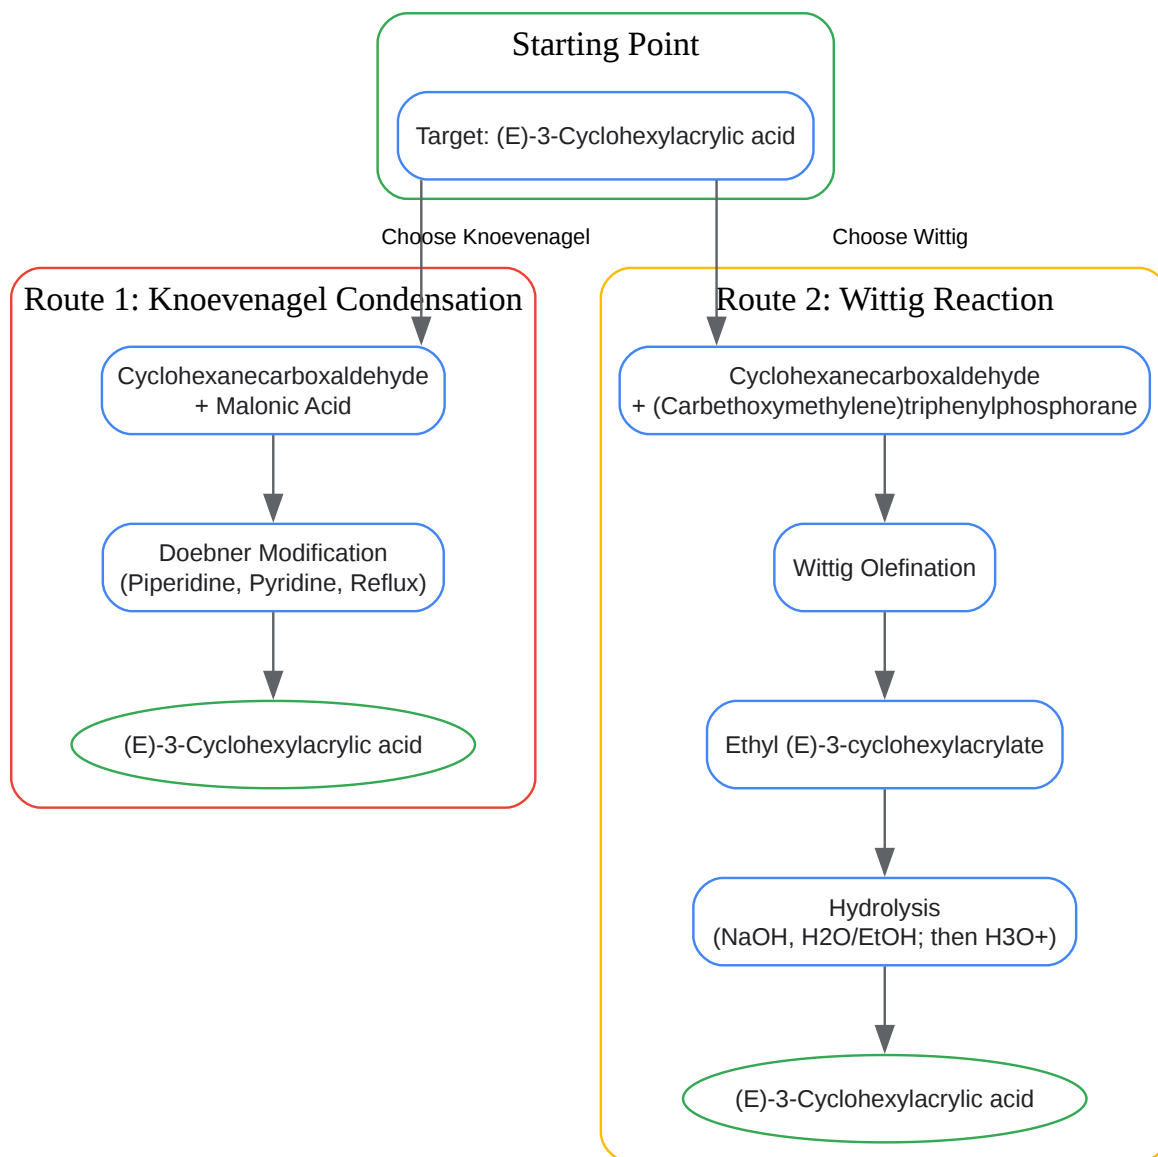 Starting Point
Target: (E)-3-Cyclohexylacrylic acid
Choose Knoevenagel
Choose Wittig
Route 1: Knoevenagel Condensation
Cyclohexanecarboxaldehyde
+ Malonic Acid
Doebner Modification
(Piperidine, Pyridine, Reflux)
(E)-3-Cyclohexylacrylic acid
Route 2: Wittig Reaction
Cyclohexanecarboxaldehyde
+ (Carbethoxymethylene)triphenylphosphorane
Wittig Olefination
Ethyl (E)-3-cyclohexylacrylate
Hydrolysis
(NaOH, H2O/EtOH; then H3O+)
(E)-3-Cyclohexylacrylic acid